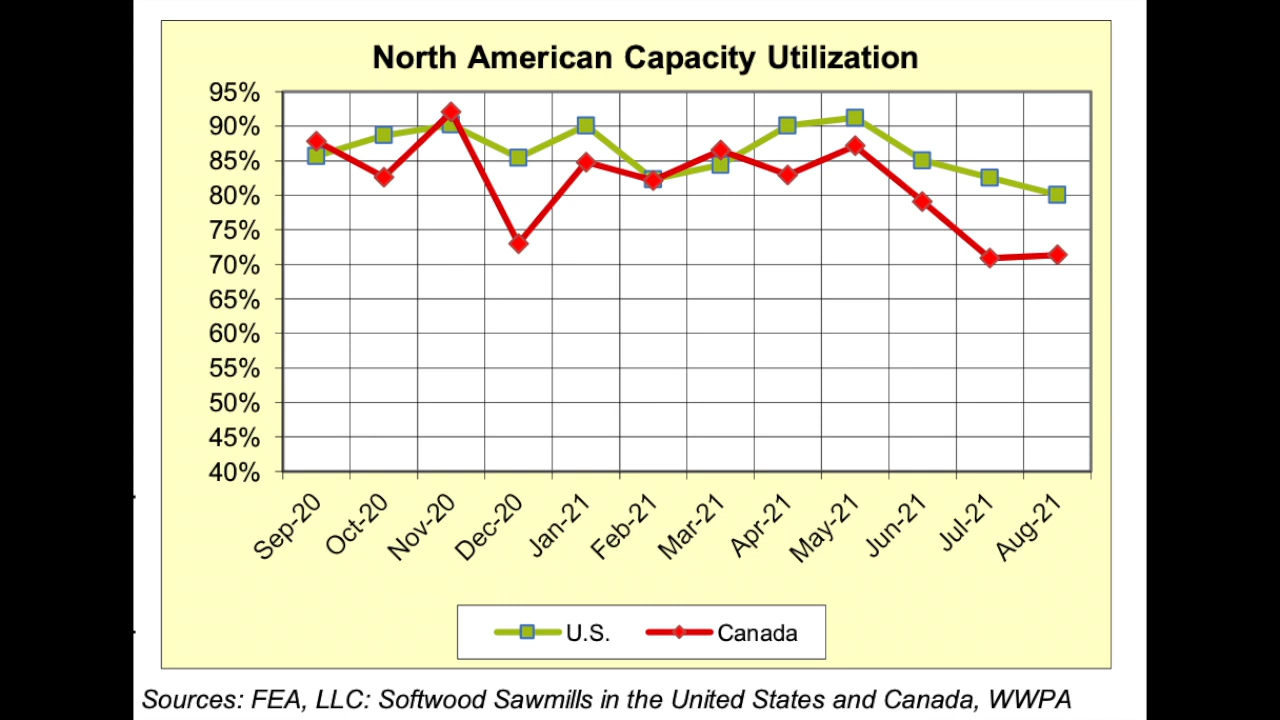 North American Capacity Utilization
95%
90%
85%
80%
75%
70%
65%
60%
55%
50%
45%
40%
Sep-20
Oct-20
Nov-20
Dec-20
Jan-21
Feb-21
Mar-21
Apr-21
May-21
Jun-21
Jul-21
Aug-21
U.S.
Canada
Sources: FEA, LLC: Softwood Sawmills in the United States and Canada, WWPA